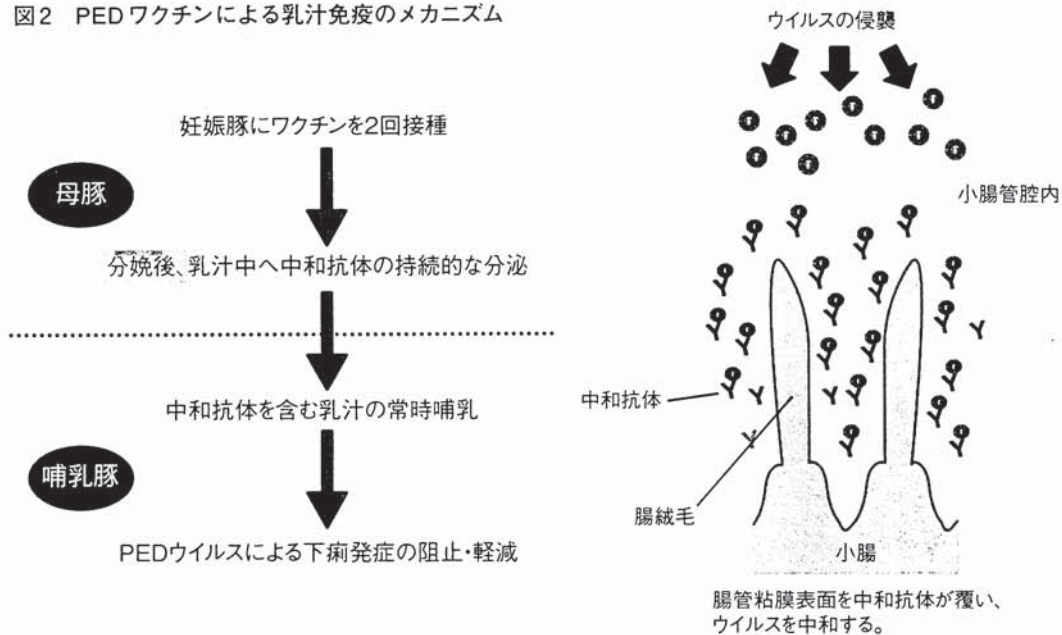 図2 PEDワクチンによる乳汁免疫のメカニズム
妊娠豚にワクチンを2回接種
母豚
分娩後、乳汁中へ中和抗体の持続的な分泌
中和抗体を含む乳汁の常時哺乳
哺乳豚
PEDウイルスによる下痢発症の阻止・軽減
ウイルスの侵襲
小腸管腔内
中和抗体
腸絨毛
小腸
腸管粘膜表面を中和抗体が覆い、
ウイルスを中和する。